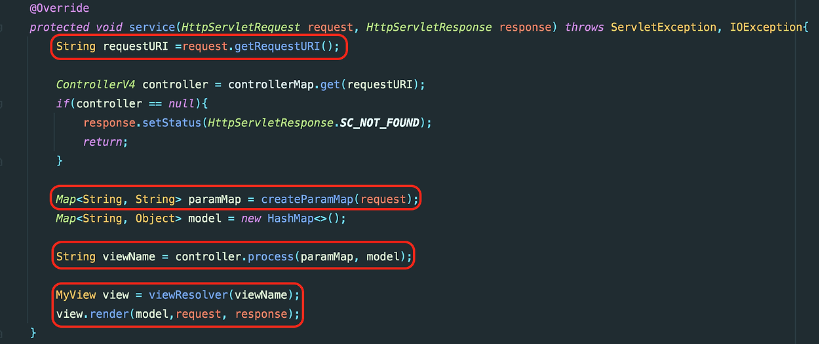 @Override
protected void service(HttpServletRequest request, HttpServletResponse response) throws ServletException, IOException{
String requestURI =request.getRequestURI();
ControllerV4 controller = controllerMap.get(requestURI);
if(controller == null){
response.setStatus(HttpServletResponse.SC_NOT_FOUND);
return;
}
Map<String, String> paramMap = createParamMap(request);
Map<String, Object> model = new HashMap<>();
String viewName = controller.process(paramMap, model);
MyView view = viewResolver(viewName);
view.render(model,request, response);
}